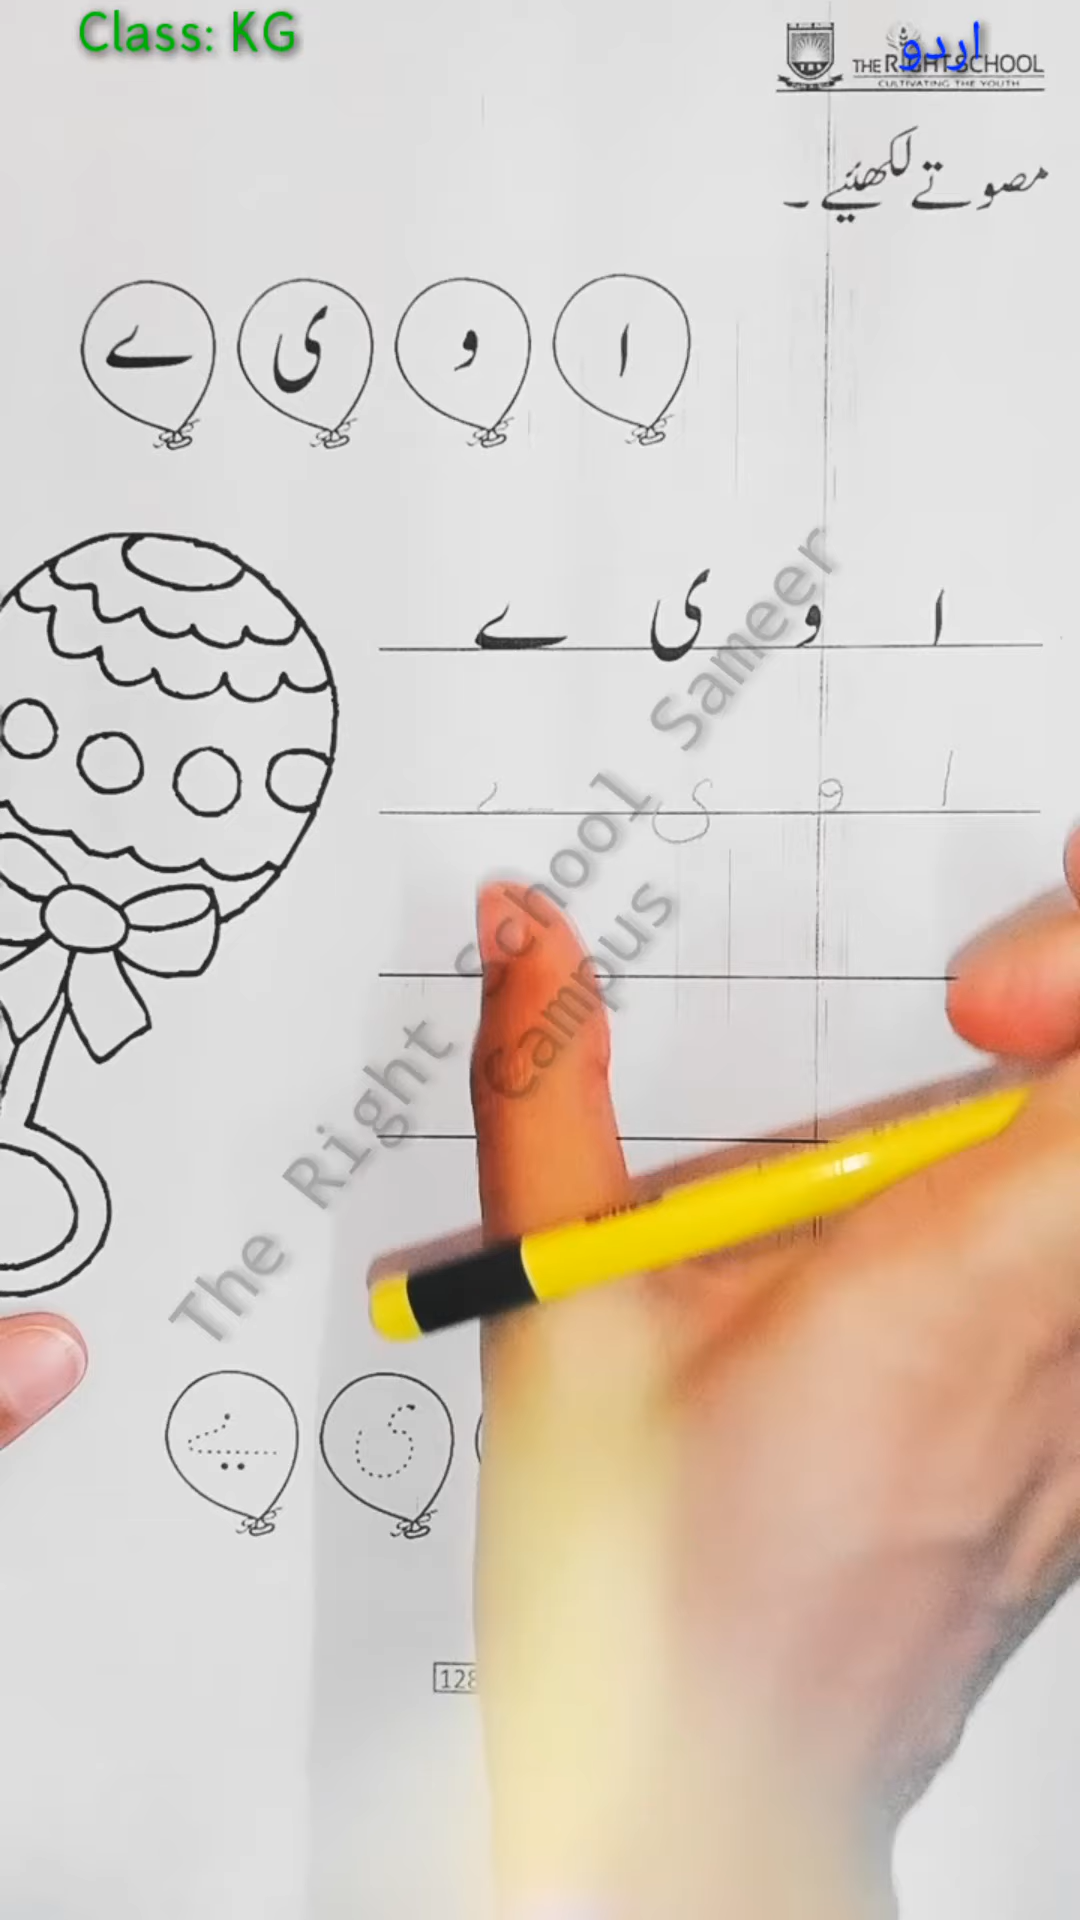 Class: KG
اردو
THE RIGHT SCHOOL
CULTIVATING THE YOUTH
مصوتے لکھئیے۔
ا و ی ے
ا و ی ے
ا و ی ے
The Right School Sameer
Campus
ی ے
128